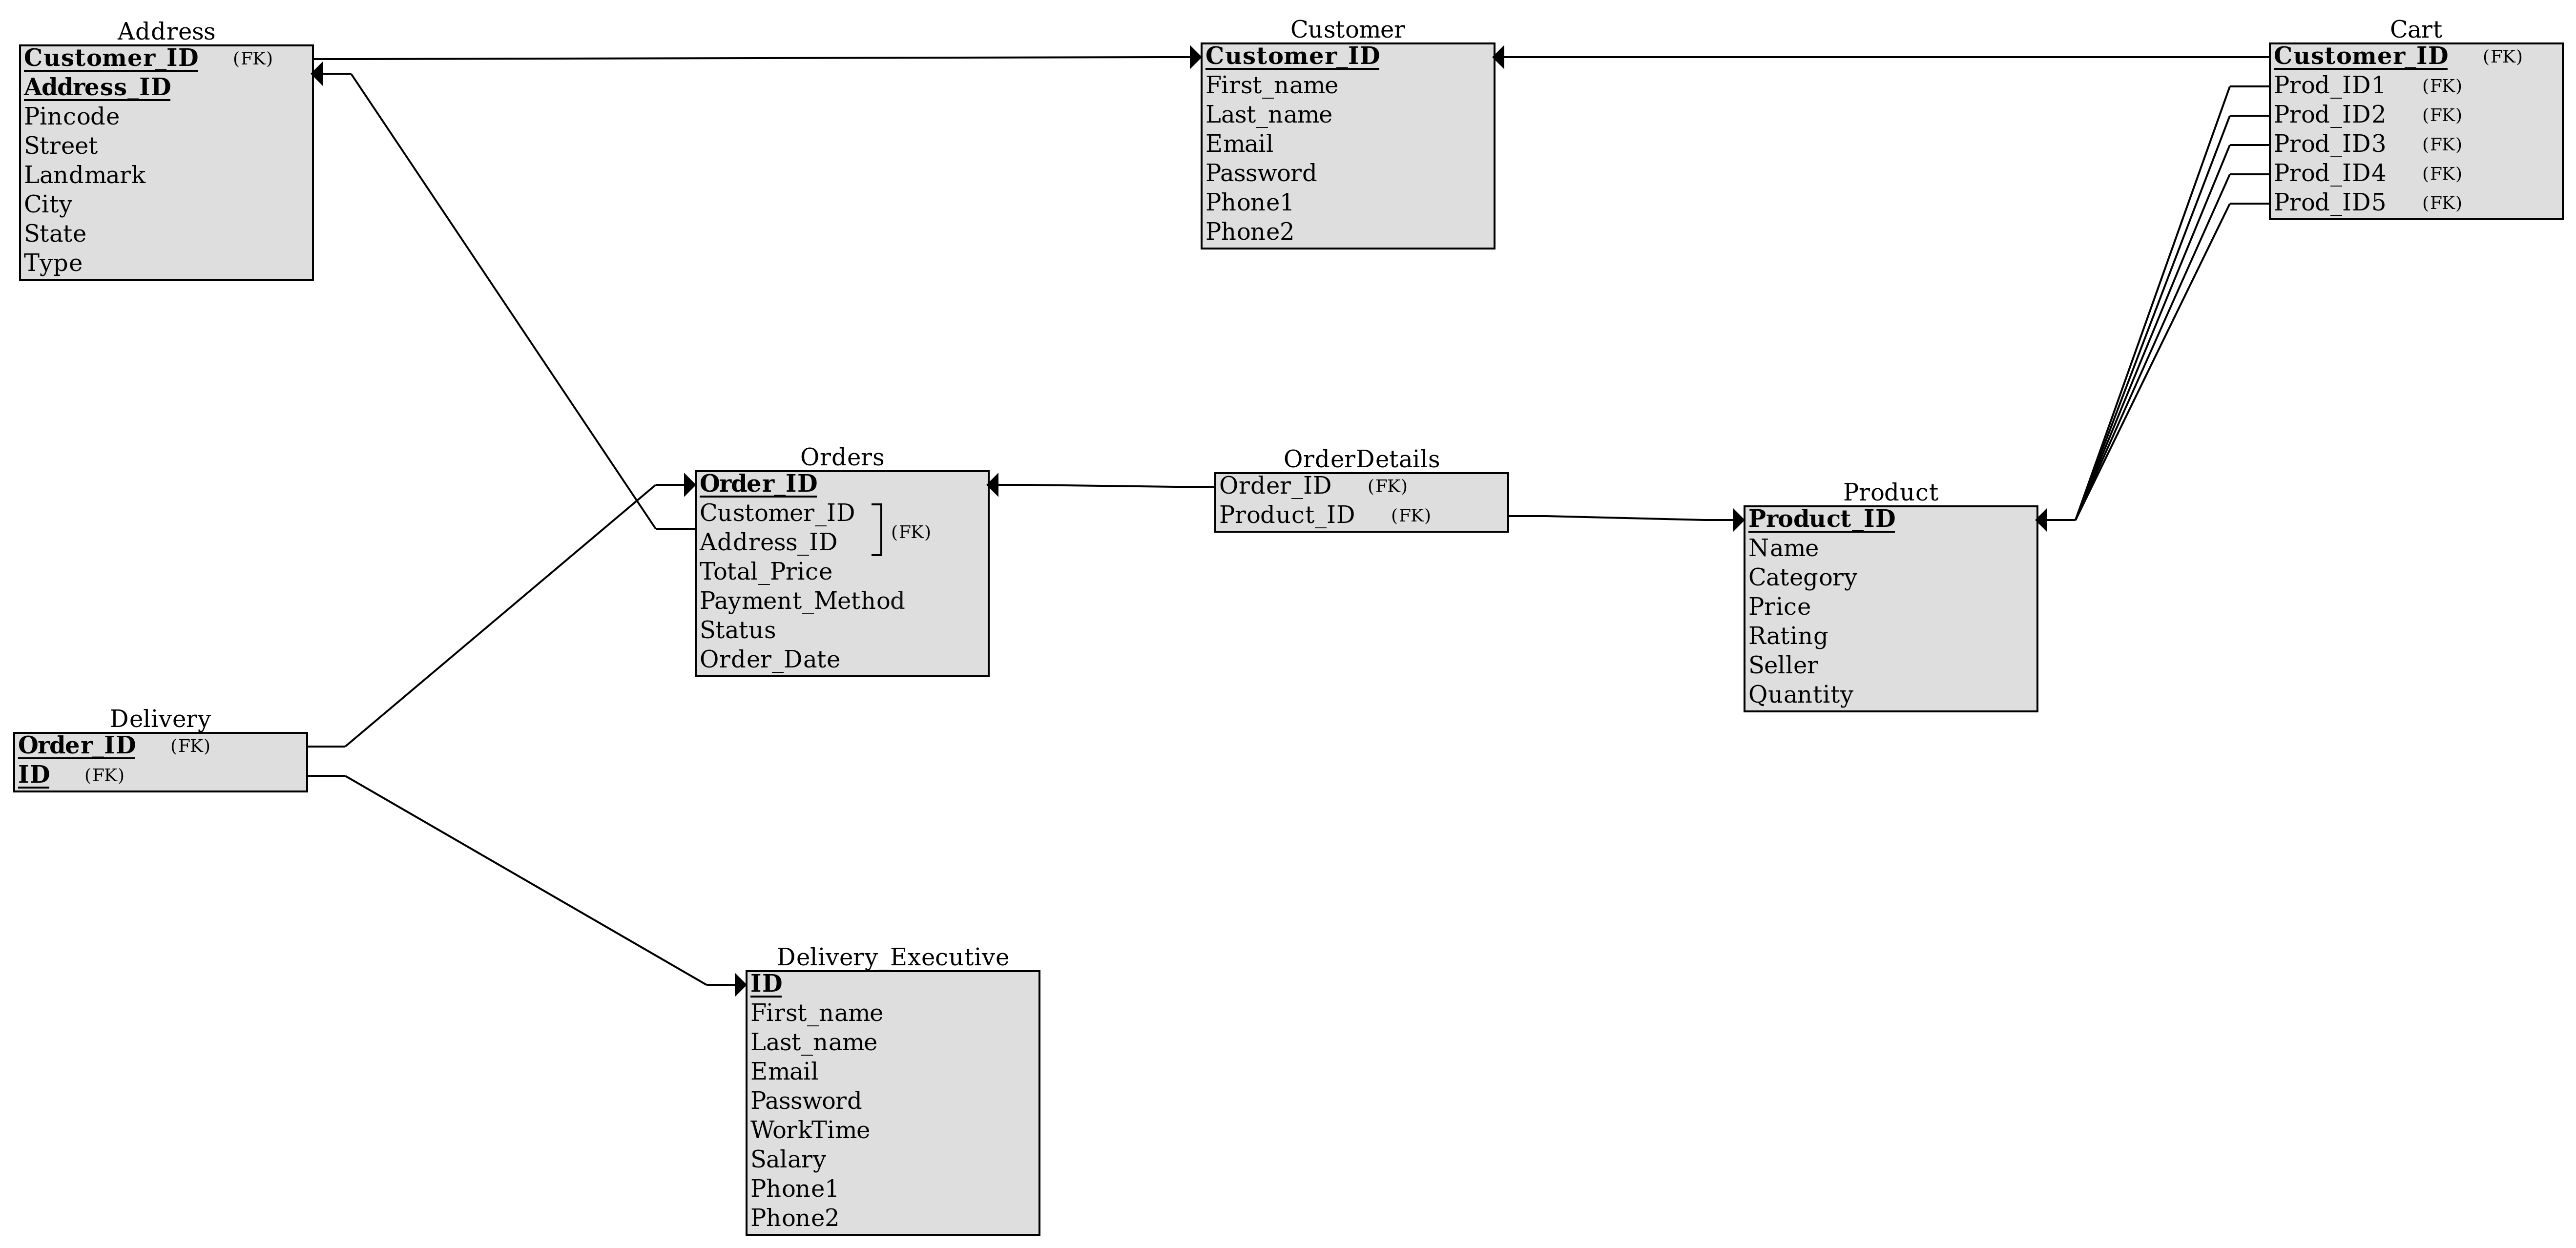 Address
Customer_ID (FK)
Address_ID
Pincode
Street
Landmark
City
State
Type
Customer
Customer_ID
First_name
Last_name
Email
Password
Phone1
Phone2
Cart
Customer_ID (FK)
Prod_ID1 (FK)
Prod_ID2 (FK)
Prod_ID3 (FK)
Prod_ID4 (FK)
Prod_ID5 (FK)
Orders
Order_ID
Customer_ID
Address_ID
(FK)
Total_Price
Payment_Method
Status
Order_Date
OrderDetails
Order_ID (FK)
Product_ID (FK)
Product
Product_ID
Name
Category
Price
Rating
Seller
Quantity
Delivery
Order_ID (FK)
ID (FK)
Delivery_Executive
ID
First_name
Last_name
Email
Password
WorkTime
Salary
Phone1
Phone2